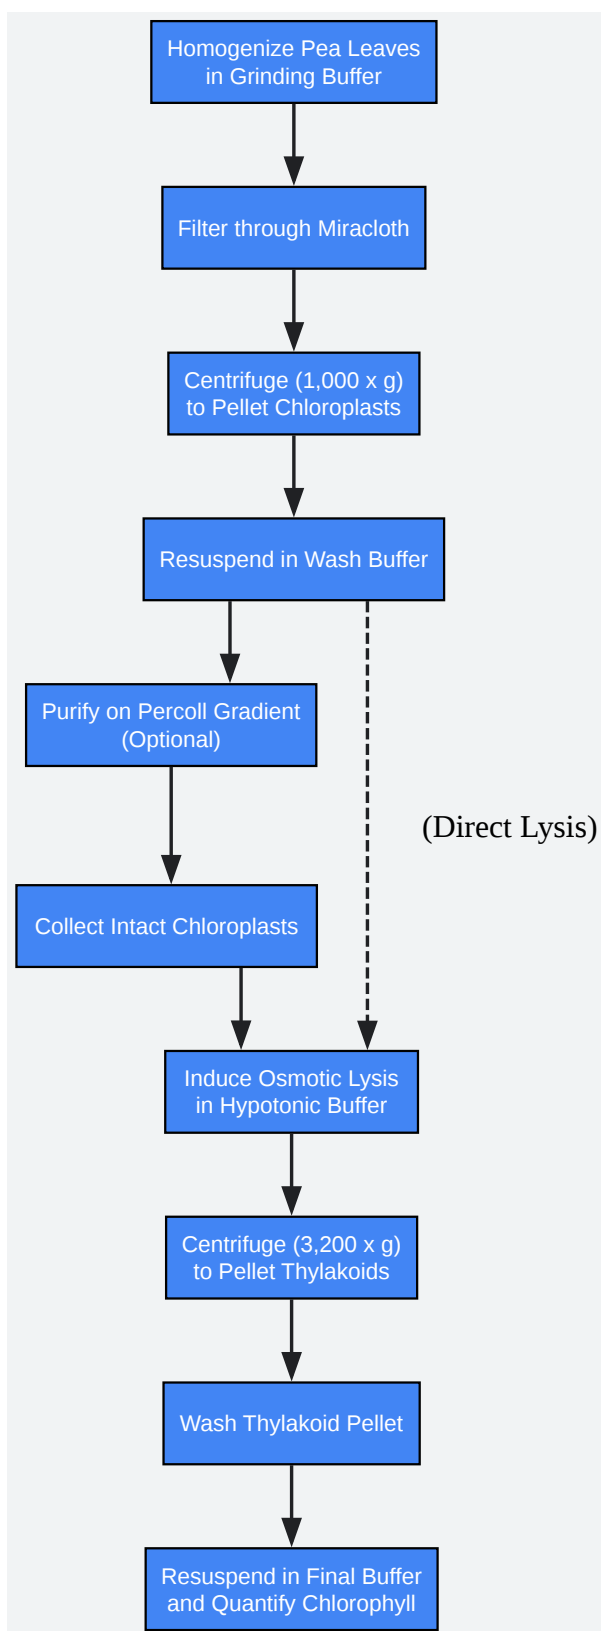 Homogenize Pea Leaves
in Grinding Buffer
Filter through Miracloth
Centrifuge (1,000 x g)
to Pellet Chloroplasts
Resuspend in Wash Buffer
Purify on Percoll Gradient
(Optional)
(Direct Lysis)
Collect Intact Chloroplasts
Induce Osmotic Lysis
in Hypotonic Buffer
Centrifuge (3,200 x g)
to Pellet Thylakoids
Wash Thylakoid Pellet
Resuspend in Final Buffer
and Quantify Chlorophyll